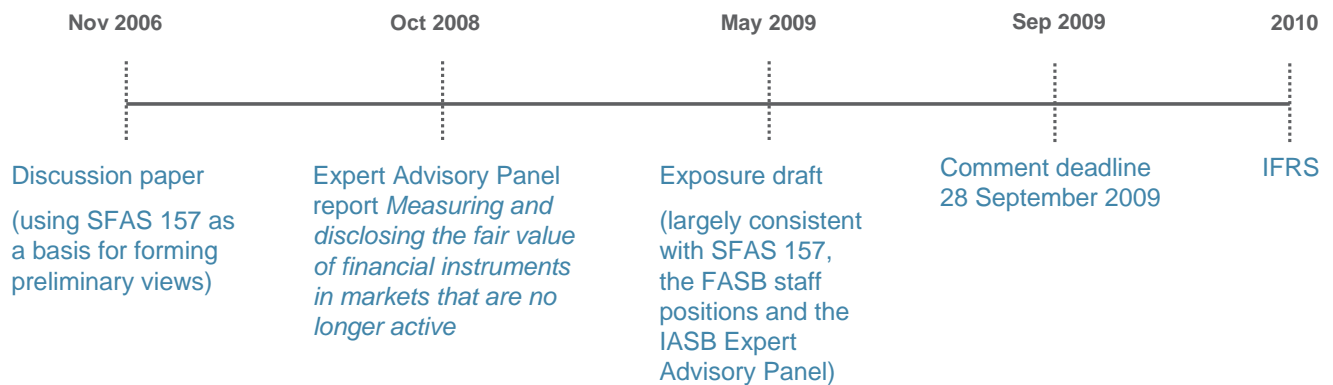 Nov 2006
Oct 2008
May 2009
Sep 2009
2010
Discussion paper
(using SFAS 157 as
a basis for forming
preliminary views)
Expert Advisory Panel
report Measuring and
disclosing the fair value
of financial instruments
in markets that are no
longer active
Exposure draft
(largely consistent
with SFAS 157,
the FASB staff
positions and the
IASB Expert
Advisory Panel)
Comment deadline
28 September 2009
IFRS